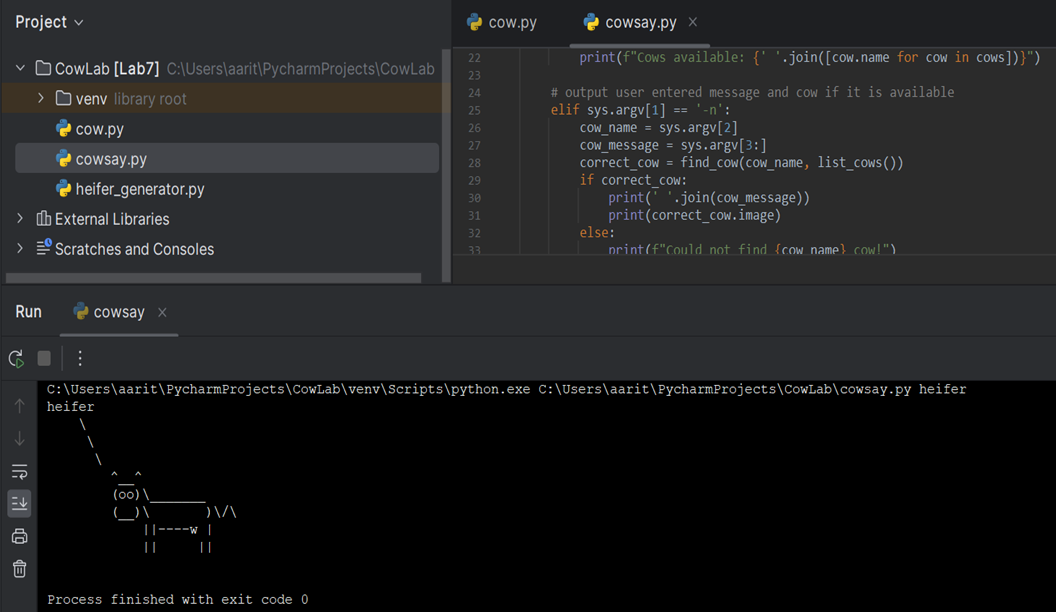 Project
CowLab [Lab7] C:\Users\aarit\PycharmProjects\CowLab
venv library root
cow.py
cowsay.py
heifer_generator.py
External Libraries
Scratches and Consoles
cow.py cowsay.py
22 print(f"Cows available: {' '.join([cow.name for cow in cows])}")
23
24 # output user entered message and cow if it is available
25 elif sys.argv[1] == '-n':
26 cow_name = sys.argv[2]
27 cow_message = sys.argv[3:]
28 correct_cow = find_cow(cow_name, list_cows())
29 if correct_cow:
30 print(' '.join(cow_message))
31 print(correct_cow.image)
32 else:
33 print(f"Could not find {cow_name} cow!")
Run cowsay
C:\Users\aarit\PycharmProjects\CowLab\venv\Scripts\python.exe C:\Users\aarit\PycharmProjects\CowLab\cowsay.py heifer
heifer
    \
     \
      \
        ^__^
        (oo)\_______
        (__)\       )\/\
            ||----w |
            ||     ||
Process finished with exit code 0